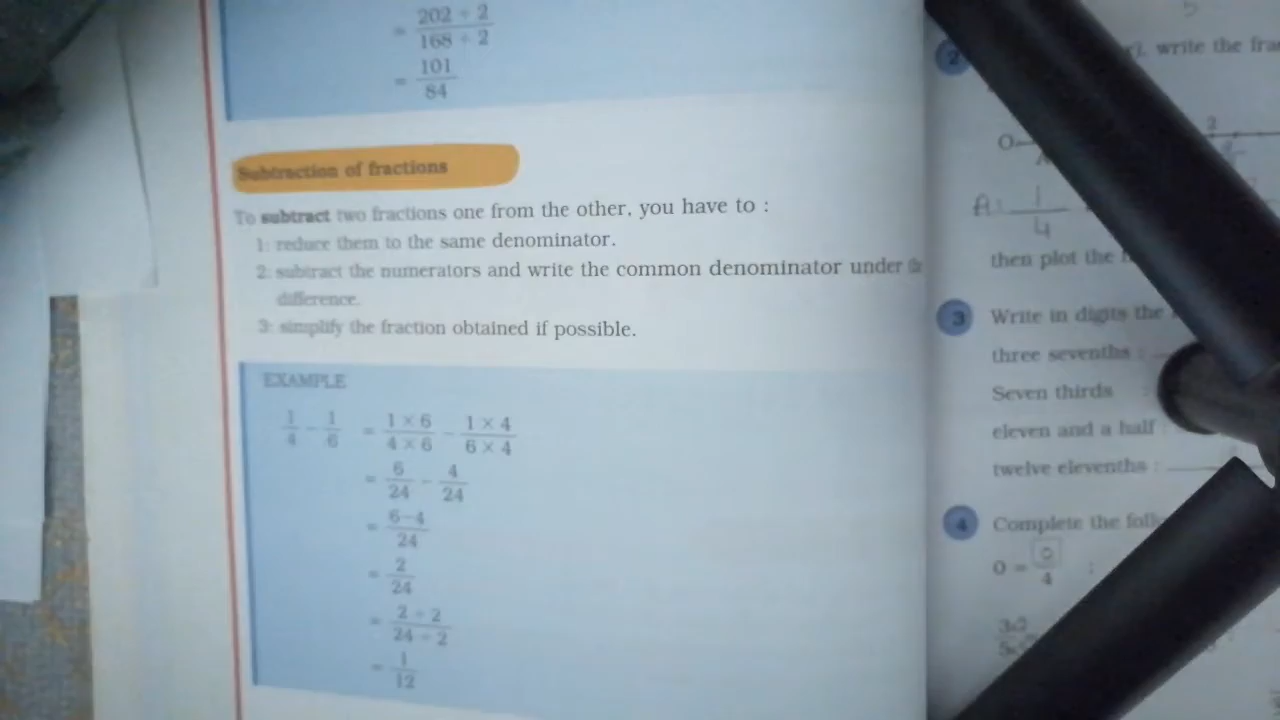 = 202 ÷ 2 / 168 ÷ 2
= 101 / 84
Subtraction of fractions
To subtract two fractions one from the other, you have to :
1: reduce them to the same denominator.
2: subtract the numerators and write the common denominator under the
difference.
3: simplify the fraction obtained if possible.
EXAMPLE
1/4 - 1/6 = 1 × 6 / 4 × 6 - 1 × 4 / 6 × 4
= 6/24 - 4/24
= 6-4 / 24
= 2/24
= 2 ÷ 2 / 24 ÷ 2
= 1/12
2 write the
O
A: 1/4
then plot the
3 Write in digits the
three sevenths :
Seven thirds
eleven and a half :
twelve elevenths :
4 Complete the
0 = 0/4 ;